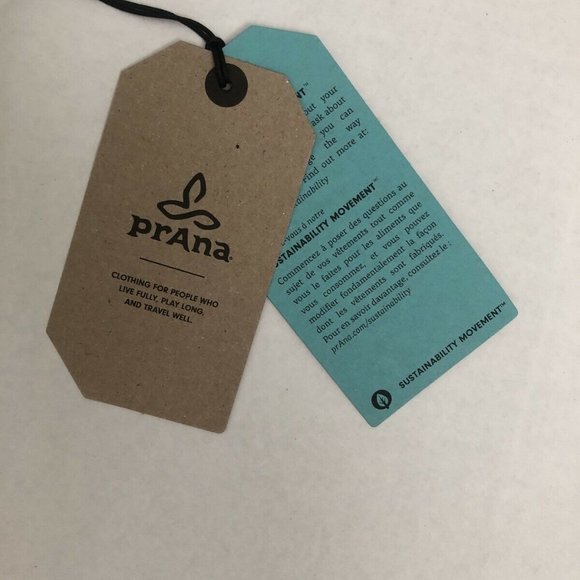 prAna
CLOTHING FOR PEOPLE WHO
LIVE FULLY, PLAY LONG,
AND TRAVEL WELL.
NT™
out your
ask about
you can
the way
Find out more at:
-vous à notre
SUSTAINABILITY MOVEMENT™
Commencez à poser des questions au
sujet de vos vêtements tout comme
vous le faites pour les aliments que
vous consommez, et vous pouvez
modifier fondamentalement la façon
dont les vêtements sont fabriqués.
Pour en savoir davantage, consultez le :
prAna.com/sustainability
SUSTAINABILITY MOVEMENT™